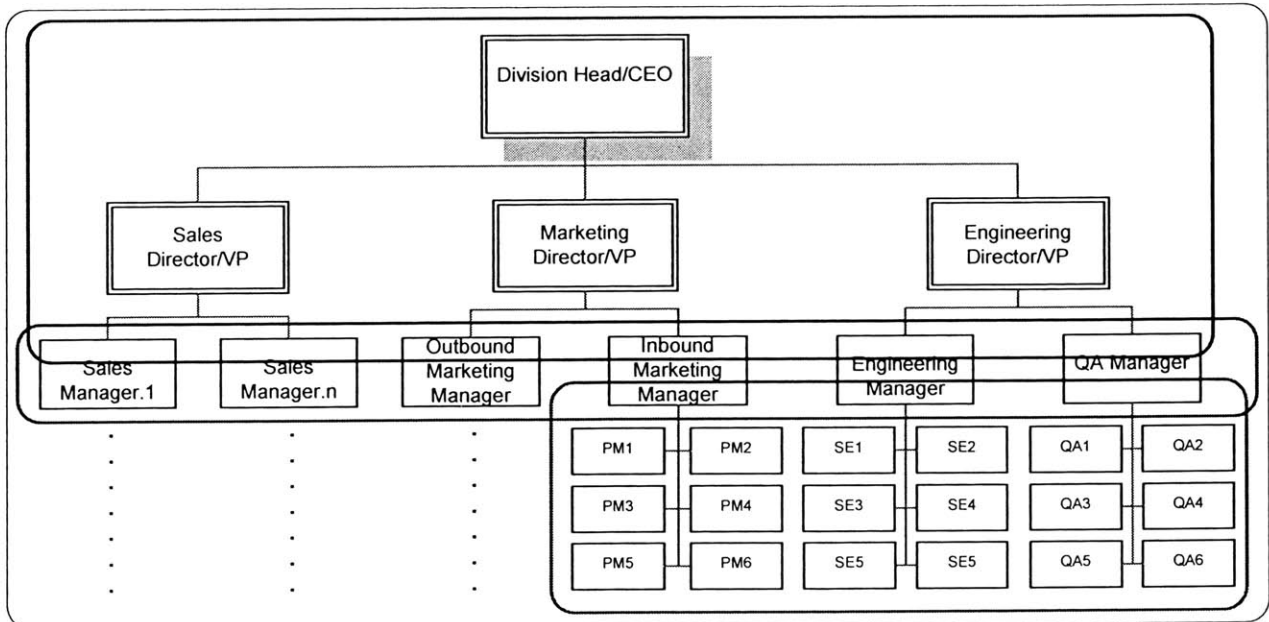 Division Head/CEO
Sales
Director/VP
Marketing
Director/VP
Engineering
Director/VP
Sales
Manager.1
Sales
Manager.n
Outbound
Marketing
Manager
Inbound
Marketing
Manager
Engineering
Manager
QA Manager
PM1
PM2
SE1
SE2
QA1
QA2
PM3
PM4
SE3
SE4
QA3
QA4
PM5
PM6
SE5
SE5
QA5
QA6